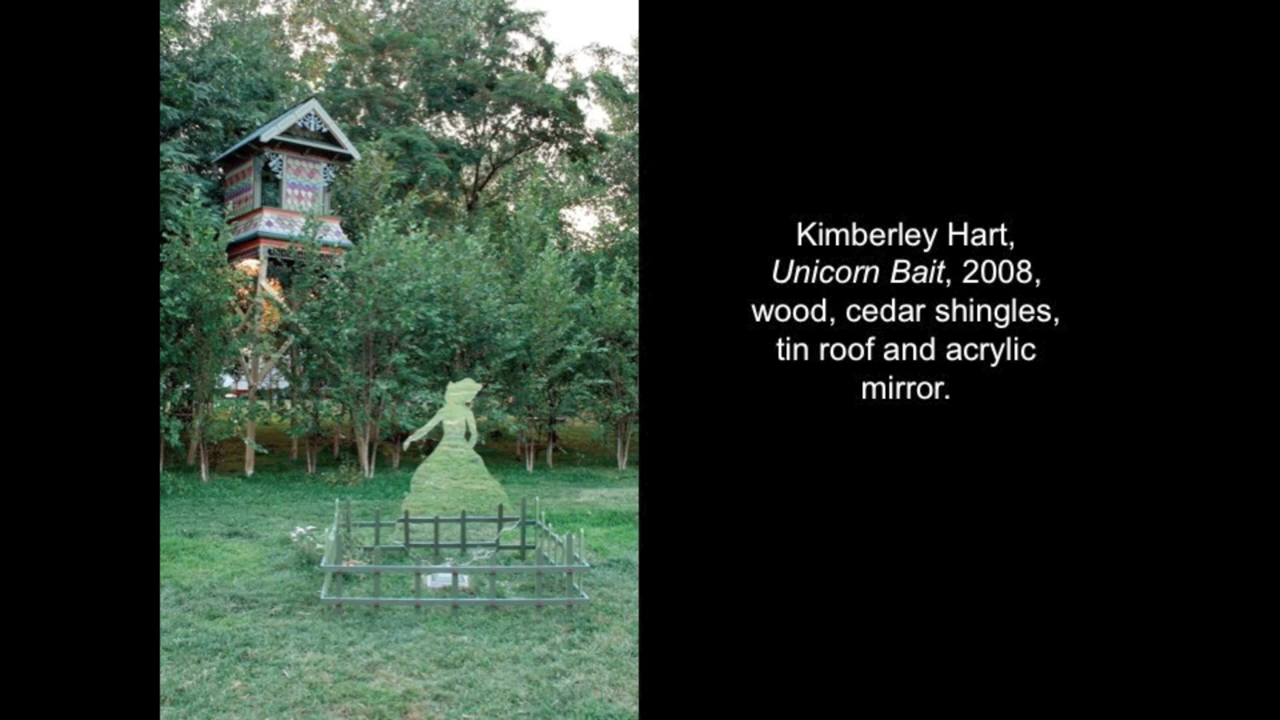 Kimberley Hart,
Unicorn Bait, 2008,
wood, cedar shingles,
tin roof and acrylic
mirror.